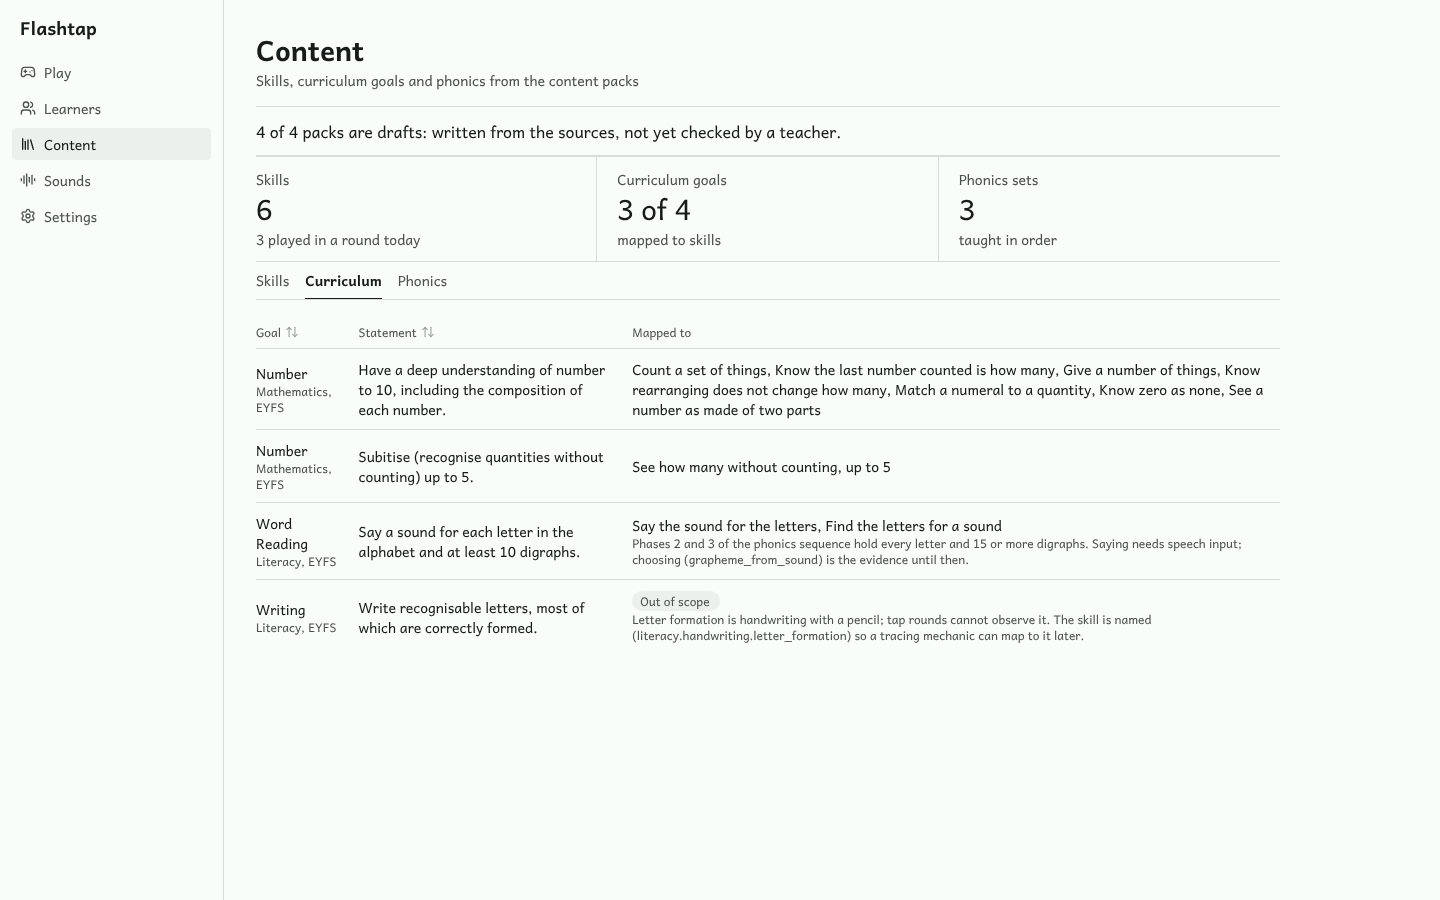 Flashtap
Play
Learners
Content
Sounds
Settings
Content
Skills, curriculum goals and phonics from the content packs
4 of 4 packs are drafts: written from the sources, not yet checked by a teacher.
Skills
6
3 played in a round today
Curriculum goals
3 of 4
mapped to skills
Phonics sets
3
taught in order
Skills Curriculum Phonics
Goal Statement Mapped to
Number
Mathematics,
EYFS
Have a deep understanding of number
to 10, including the composition of
each number.
Count a set of things, Know the last number counted is how many, Give a number of things, Know
rearranging does not change how many, Match a numeral to a quantity, Know zero as none, See a
number as made of two parts
Number
Mathematics,
EYFS
Subitise (recognise quantities without
counting) up to 5.
See how many without counting, up to 5
Word
Reading
Literacy, EYFS
Say a sound for each letter in the
alphabet and at least 10 digraphs.
Say the sound for the letters, Find the letters for a sound
Phases 2 and 3 of the phonics sequence hold every letter and 15 or more digraphs. Saying needs speech input;
choosing (grapheme_from_sound) is the evidence until then.
Writing
Literacy, EYFS
Write recognisable letters, most of
which are correctly formed.
Out of scope
Letter formation is handwriting with a pencil; tap rounds cannot observe it. The skill is named
(literacy.handwriting.letter_formation) so a tracing mechanic can map to it later.